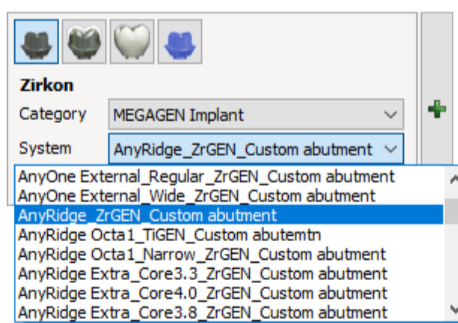 Zirkon
Category MEGAGEN Implant
System AnyRidge_ZrGEN_Custom abutment
AnyOne External_Regular_ZrGEN_Custom abutment
AnyOne External_Wide_ZrGEN_Custom abutment
AnyRidge_ZrGEN_Custom abutment
AnyRidge Octa1_TiGEN_Custom abutemtn
AnyRidge Octa1_Narrow_ZrGEN_Custom abutment
AnyRidge Extra_Core3.3_ZrGEN_Custom abutment
AnyRidge Extra_Core4.0_ZrGEN_Custom abutment
AnyRidge Extra_Core3.8_ZrGEN_Custom abutment